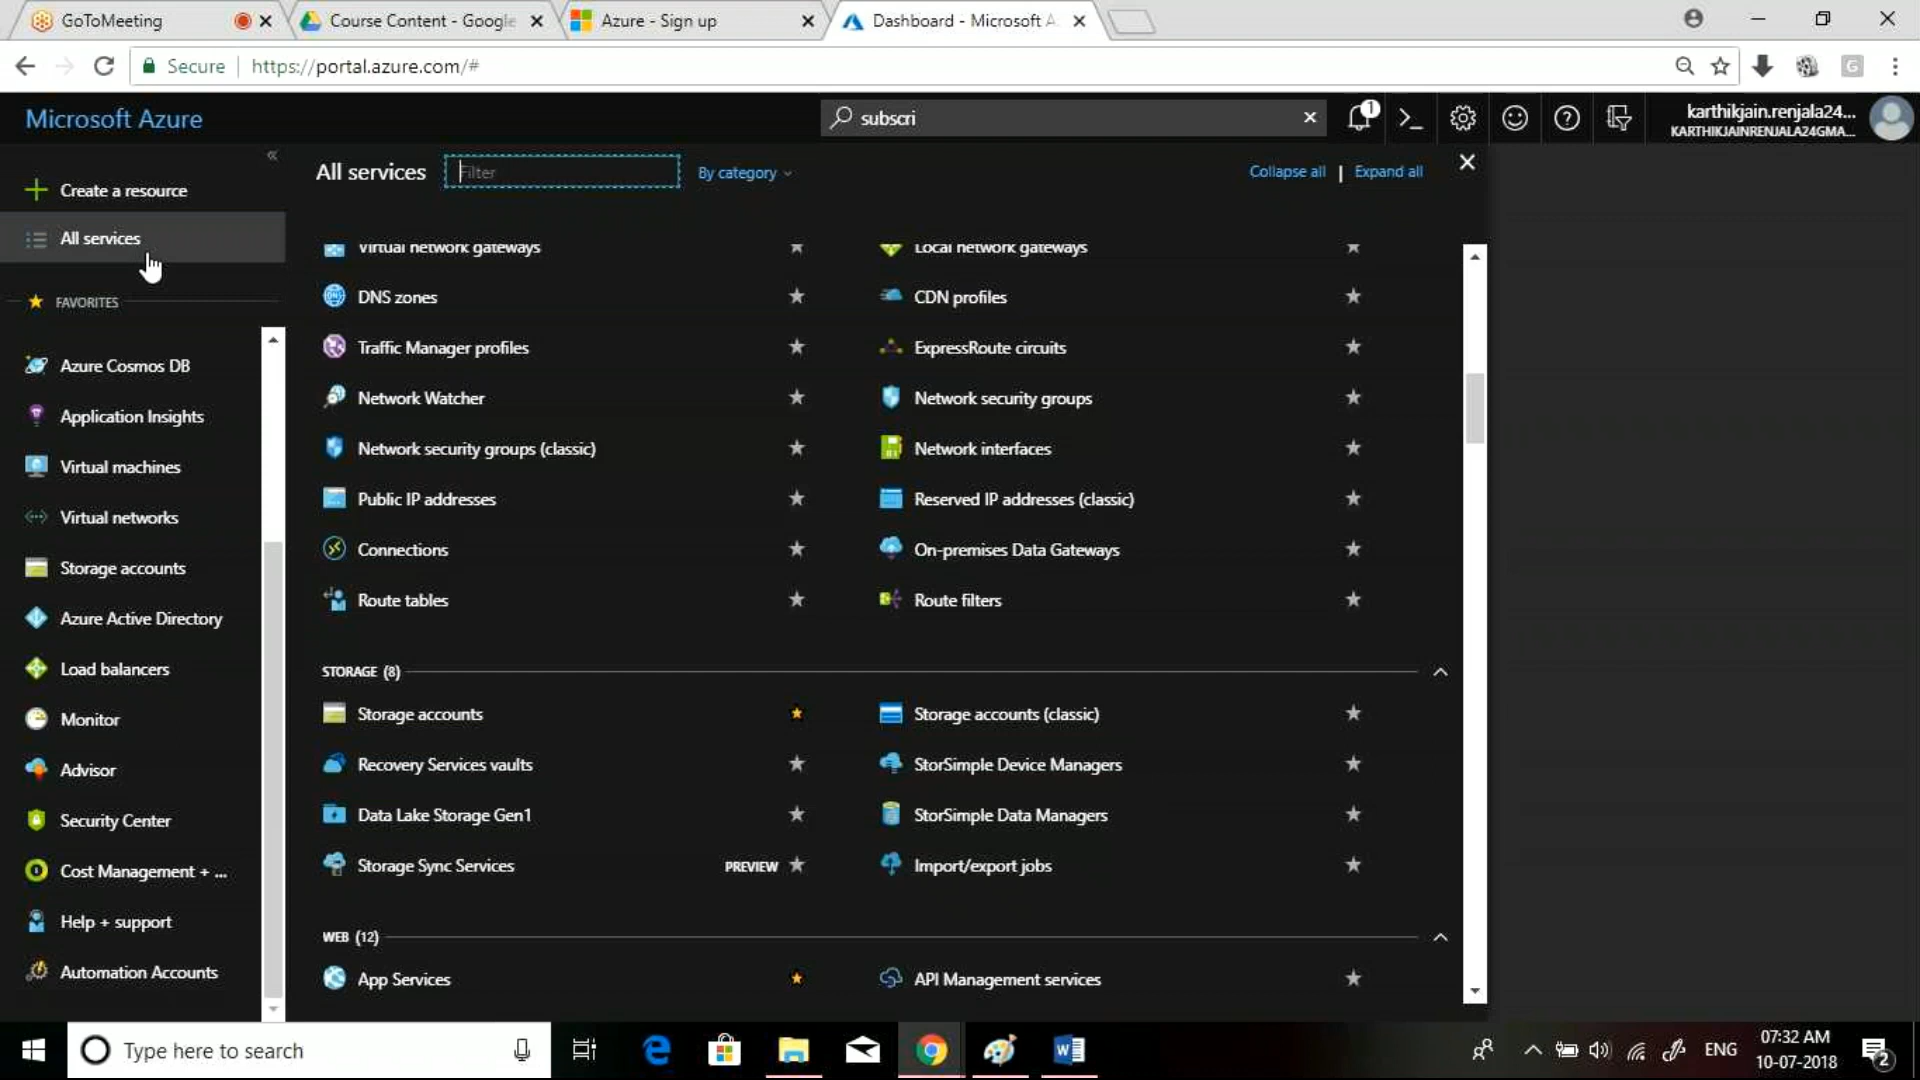 GoToMeeting
Course Content - Google
Azure - Sign up
Dashboard - Microsoft A
Secure
https://portal.azure.com/#
G
Microsoft Azure
subscri
1
karthikjain.renjala24...
KARTHIKJAINRENJALA24GMA...
Create a resource
All services
FAVORITES
Azure Cosmos DB
Application Insights
Virtual machines
Virtual networks
Storage accounts
Azure Active Directory
Load balancers
Monitor
Advisor
Security Center
Cost Management + ...
Help + support
Automation Accounts
All services
Filter
By category
Collapse all | Expand all
Virtual network gateways
Local network gateways
DNS zones
CDN profiles
Traffic Manager profiles
ExpressRoute circuits
Network Watcher
Network security groups
Network security groups (classic)
Network interfaces
Public IP addresses
Reserved IP addresses (classic)
Connections
On-premises Data Gateways
Route tables
Route filters
STORAGE (8)
Storage accounts
Storage accounts (classic)
Recovery Services vaults
StorSimple Device Managers
Data Lake Storage Gen1
StorSimple Data Managers
Storage Sync Services
PREVIEW
Import/export jobs
WEB (12)
App Services
API Management services
Type here to search
ENG
07:32 AM
10-07-2018
2